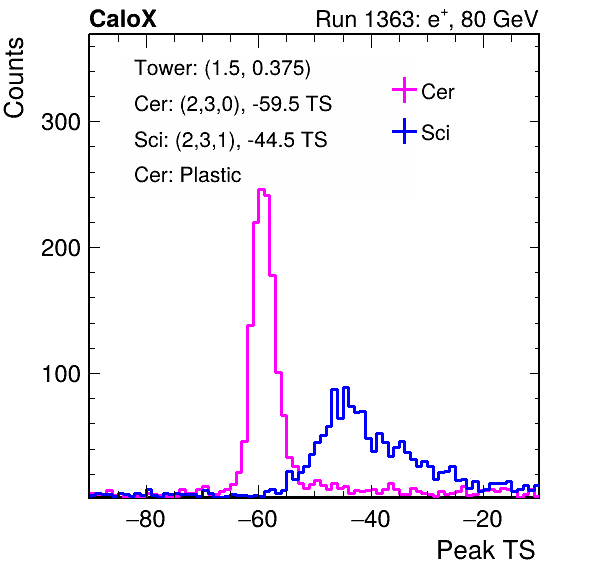 CaloX Run 1363: e⁺, 80 GeV
Counts
Tower: (1.5, 0.375)
Cer: (2,3,0), -59.5 TS
Sci: (2,3,1), -44.5 TS
Cer: Plastic
Cer
Sci
300
200
100
−80 −60 −40 −20
Peak TS